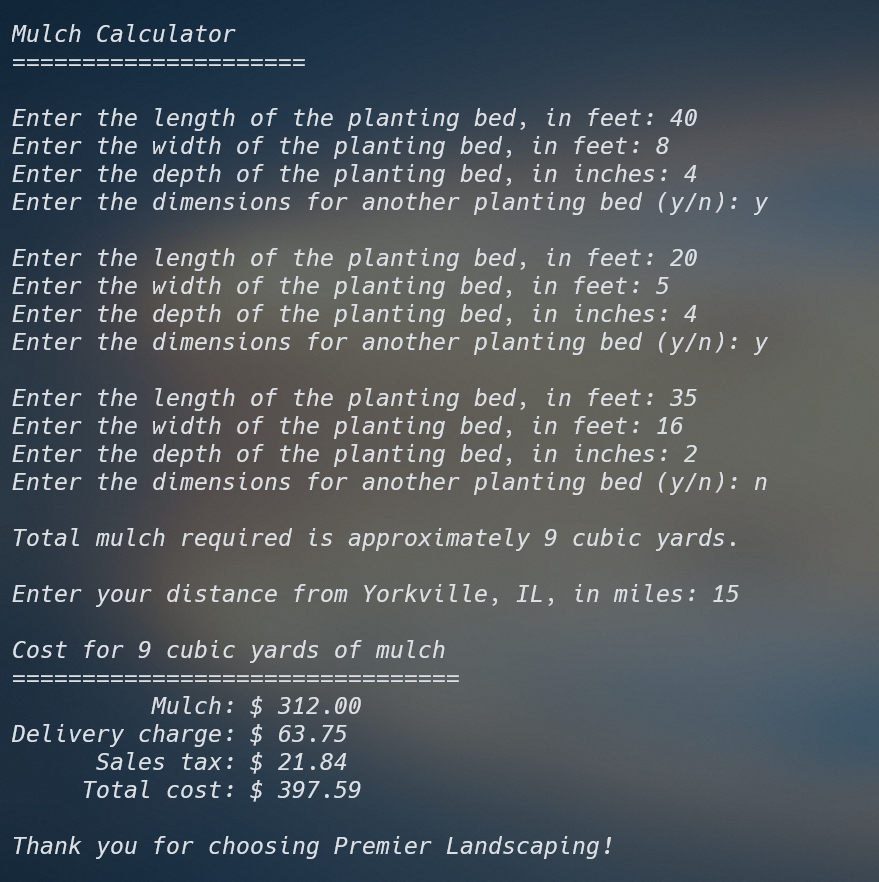 Mulch Calculator
=====================
Enter the length of the planting bed, in feet: 40
Enter the width of the planting bed, in feet: 8
Enter the depth of the planting bed, in inches: 4
Enter the dimensions for another planting bed (y/n): y
Enter the length of the planting bed, in feet: 20
Enter the width of the planting bed, in feet: 5
Enter the depth of the planting bed, in inches: 4
Enter the dimensions for another planting bed (y/n): y
Enter the length of the planting bed, in feet: 35
Enter the width of the planting bed, in feet: 16
Enter the depth of the planting bed, in inches: 2
Enter the dimensions for another planting bed (y/n): n
Total mulch required is approximately 9 cubic yards.
Enter your distance from Yorkville, IL, in miles: 15
Cost for 9 cubic yards of mulch
================================
Mulch: $ 312.00
Delivery charge: $ 63.75
Sales tax: $ 21.84
Total cost: $ 397.59
Thank you for choosing Premier Landscaping!